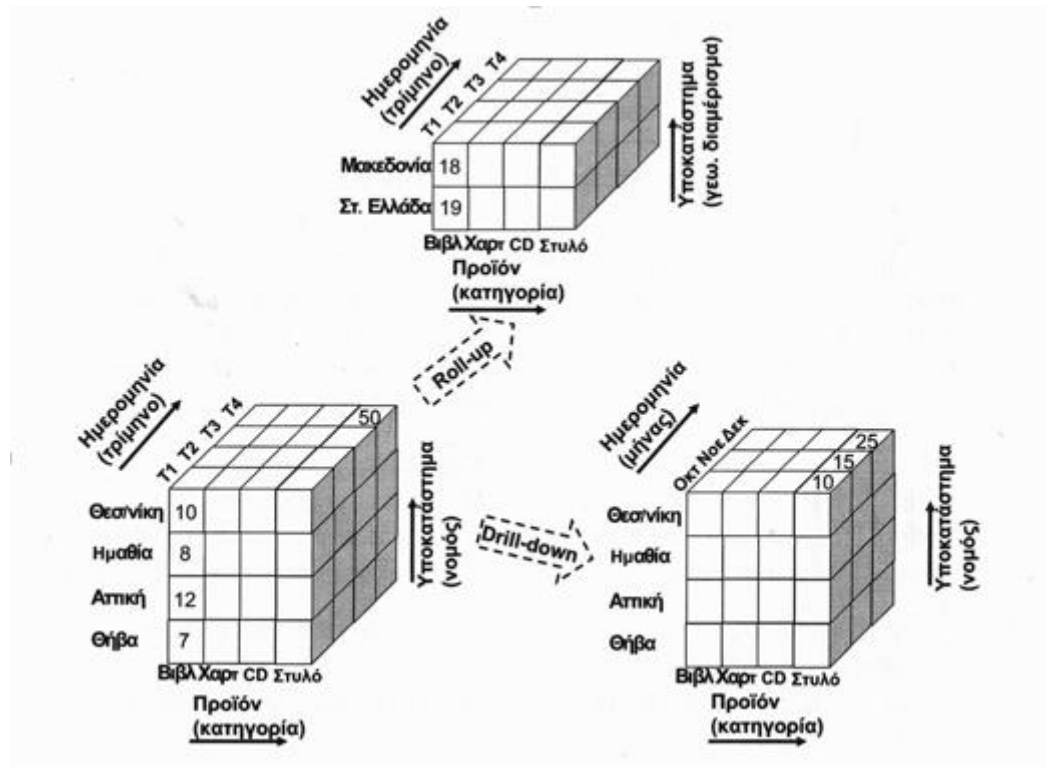 Ημερομηνία
(τρίμηνο)
T1 T2 T3 T4
Μακεδονία 18
Στ. Ελλάδα 19
Βιβλ Χαρτ CD Στυλό
Προϊόν
(κατηγορία)
Υποκατάστημα
(γεω. διαμέρισμα)
Roll-up
Ημερομηνία
(τρίμηνο)
T1 T2 T3 T4
50
Θεσ/νίκη 10
Ημαθία 8
Αττική 12
Θήβα 7
Βιβλ Χαρτ CD Στυλό
Προϊόν
(κατηγορία)
Υποκατάστημα
(νομός)
Drill-down
Ημερομηνία
(μήνας)
Οκτ Νοε Δεκ
25
15
10
Θεσ/νίκη
Ημαθία
Αττική
Θήβα
Βιβλ Χαρτ CD Στυλό
Προϊόν
(κατηγορία)
Υποκατάστημα
(νομός)